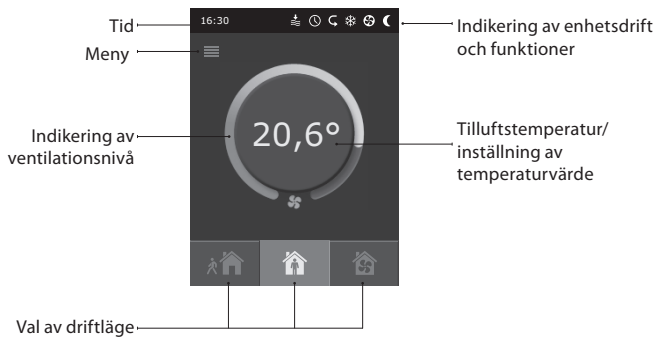 Tid
16:30
Indikering av enhetsdrift
och funktioner
Meny
Indikering av
ventilationsnivå
20,6°
Tilluftstemperatur/
inställning av
temperaturvärde
Val av driftläge